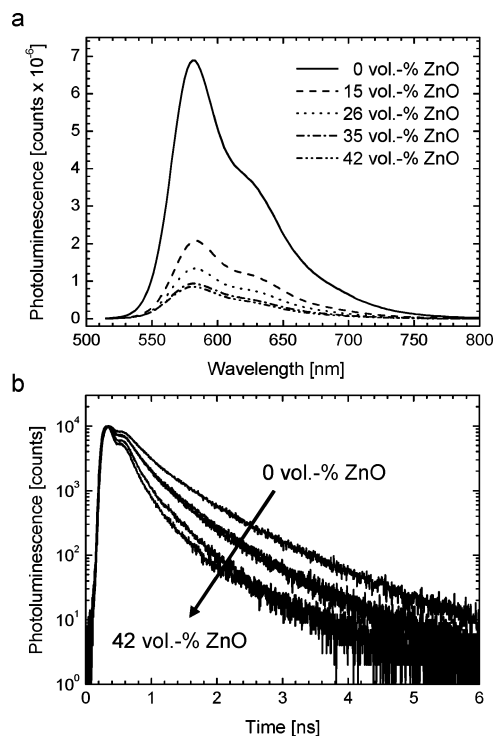 a
Photoluminescence [counts x 10⁻⁶]
7
6
5
4
3
2
1
0
0 vol.-% ZnO
15 vol.-% ZnO
26 vol.-% ZnO
35 vol.-% ZnO
42 vol.-% ZnO
500 550 600 650 700 750 800
Wavelength [nm]
b
Photoluminescence [counts]
10⁴
10³
10²
10¹
10⁰
0 vol.-% ZnO
42 vol.-% ZnO
0 1 2 3 4 5 6
Time [ns]